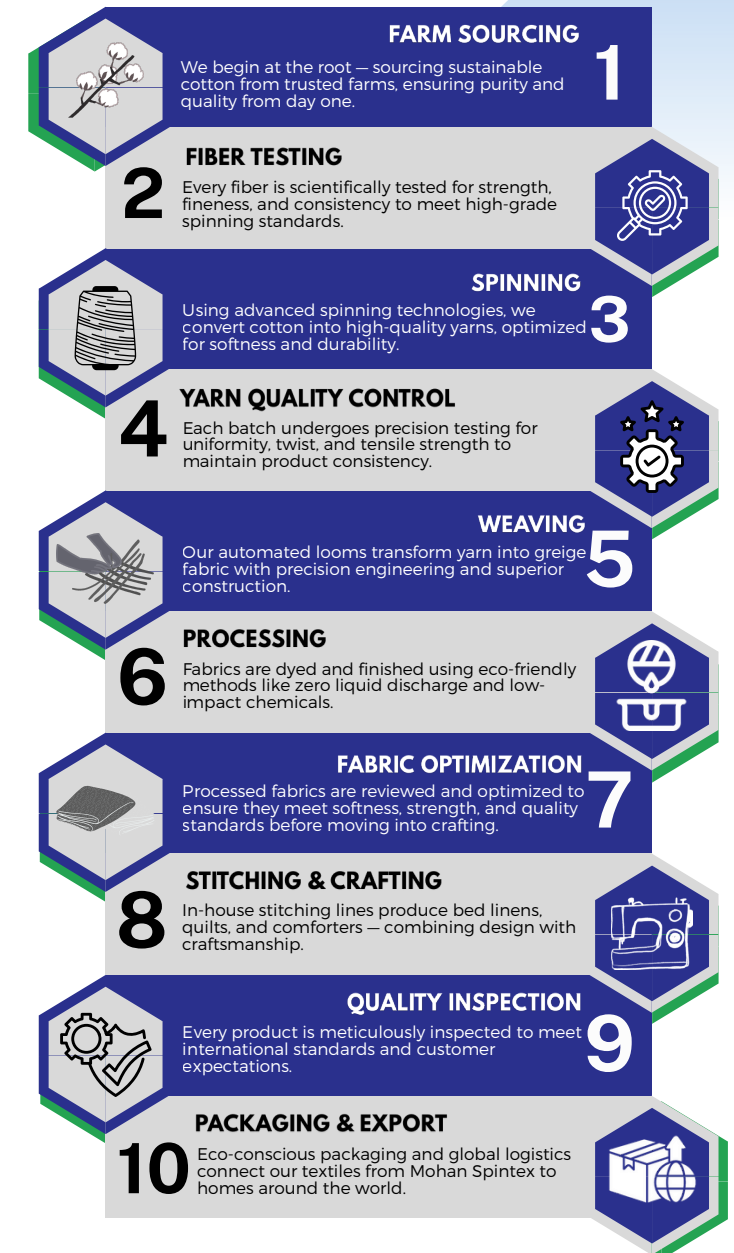 FARM SOURCING
1
We begin at the root — sourcing sustainable
cotton from trusted farms, ensuring purity and
quality from day one.
2
FIBER TESTING
Every fiber is scientifically tested for strength,
fineness, and consistency to meet high-grade
spinning standards.
SPINNING
3
Using advanced spinning technologies, we
convert cotton into high-quality yarns, optimized
for softness and durability.
4
YARN QUALITY CONTROL
Each batch undergoes precision testing for
uniformity, twist, and tensile strength to
maintain product consistency.
WEAVING
5
Our automated looms transform yarn into greige
fabric with precision engineering and superior
construction.
6
PROCESSING
Fabrics are dyed and finished using eco-friendly
methods like zero liquid discharge and low-
impact chemicals.
FABRIC OPTIMIZATION
7
Processed fabrics are reviewed and optimized to
ensure they meet softness, strength, and quality
standards before moving into crafting.
8
STITCHING & CRAFTING
In-house stitching lines produce bed linens,
quilts, and comforters — combining design with
craftsmanship.
QUALITY INSPECTION
9
Every product is meticulously inspected to meet
international standards and customer
expectations.
10
PACKAGING & EXPORT
Eco-conscious packaging and global logistics
connect our textiles from Mohan Spintex to
homes around the world.